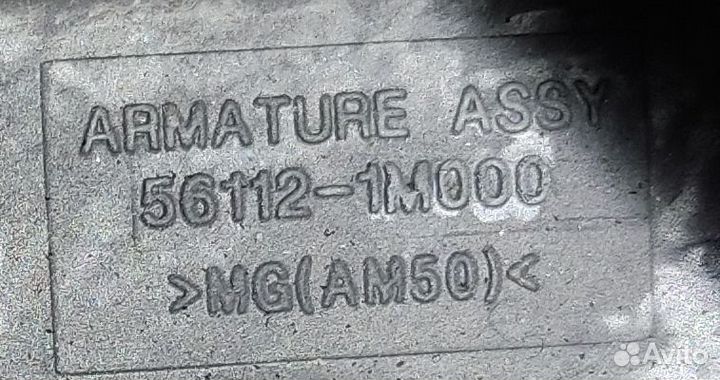 ARMATURE ASSY
56112-1M000
>MG(AM50)<
Avito